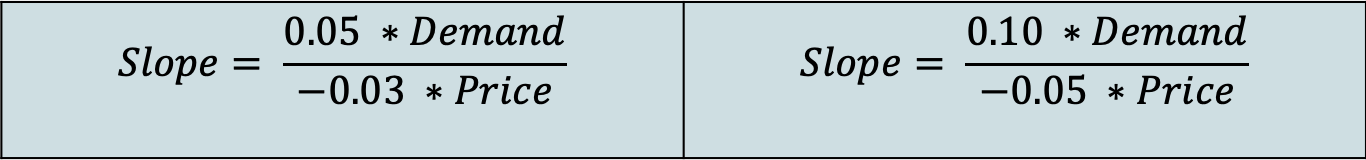 Slope = 0.05 * Demand / −0.03 * Price
Slope = 0.10 * Demand / −0.05 * Price